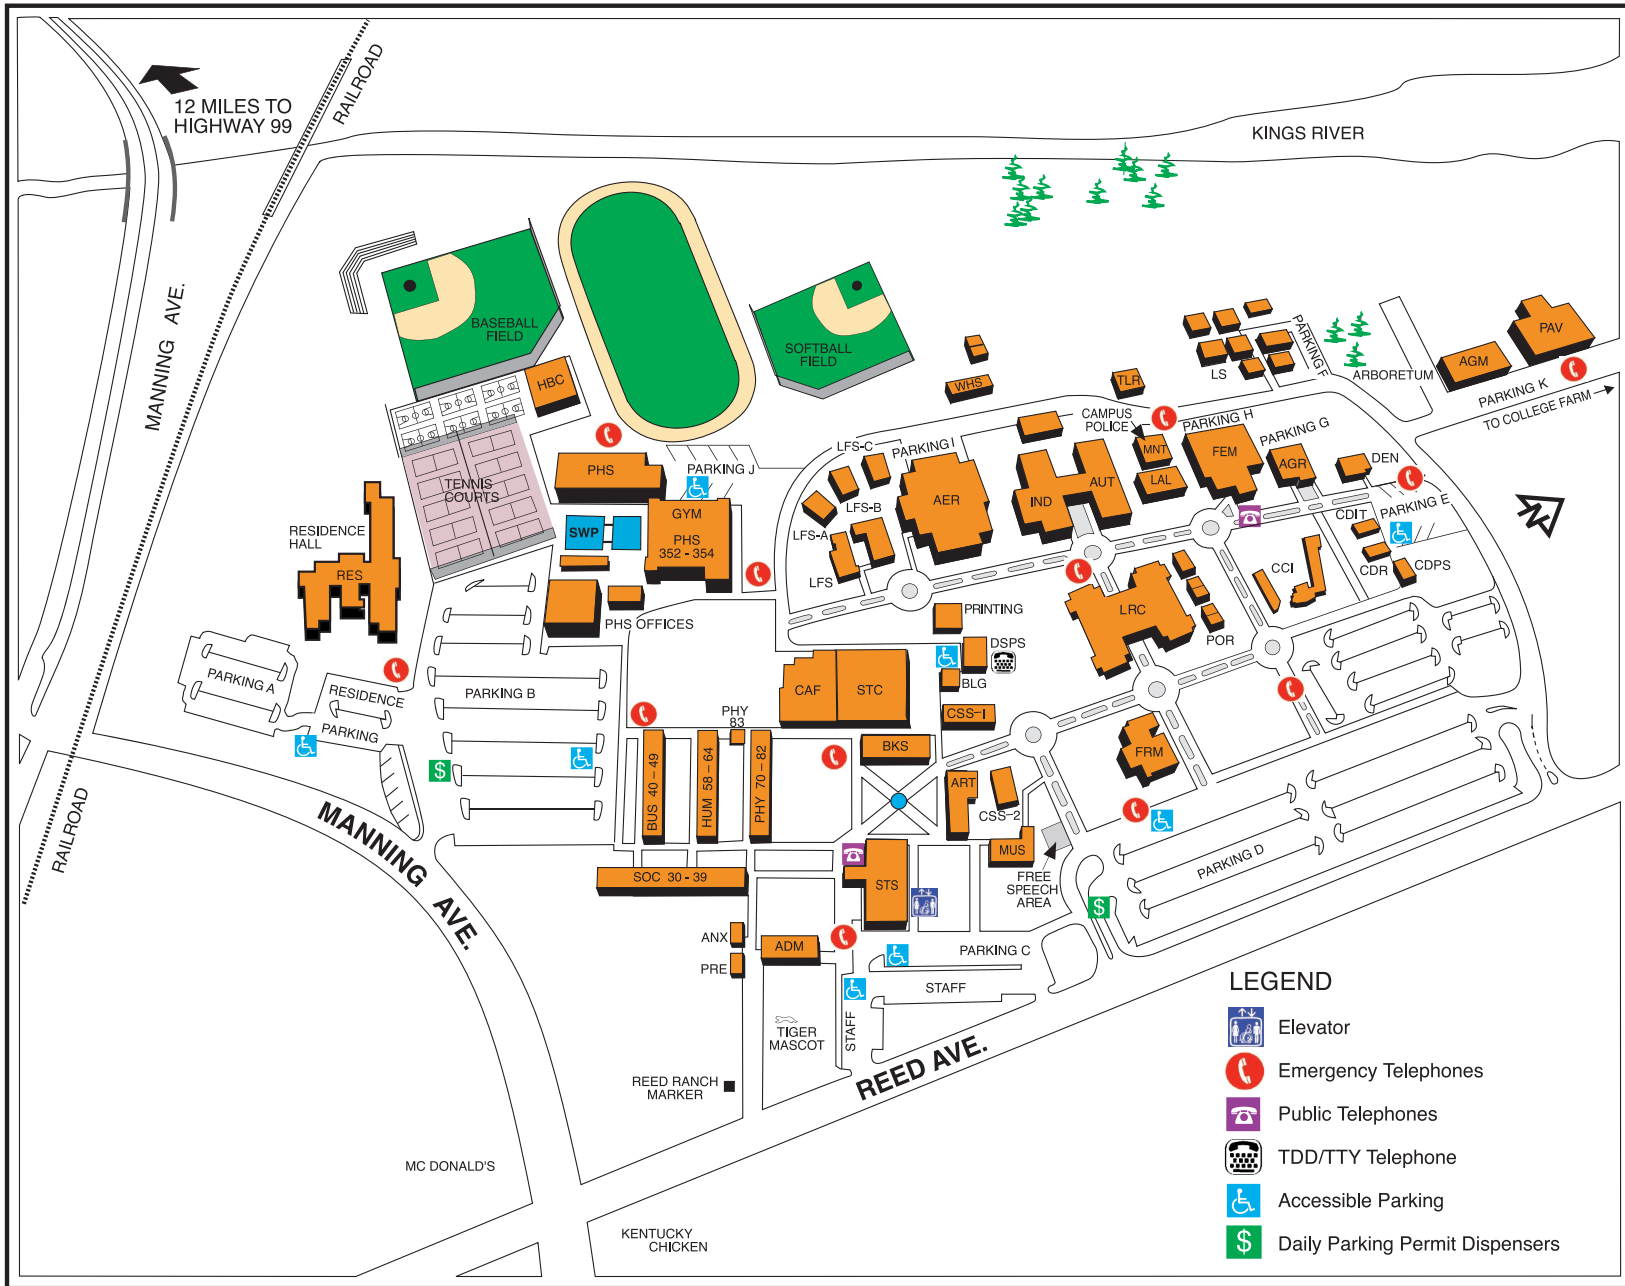 12 MILES TO
HIGHWAY 99
RAILROAD
KINGS RIVER
MANNING AVE.
BASEBALL
FIELD
SOFTBALL
FIELD
HBC
WHS
TLR
LS
PARKING F
ARBORETUM
AGM
PAV
PARKING K
TO COLLEGE FARM
CAMPUS
POLICE
PARKING H
PARKING G
MNT
FEM
AGR
DEN
LAL
PARKING E
CDIT
CDR
CDPS
CCI
LFS-C
PARKING I
LFS-B
LFS-A
LFS
AER
IND
AUT
PHS
PARKING J
TENNIS
COURTS
GYM
PHS
352 - 354
SWP
RESIDENCE
HALL
RES
PHS OFFICES
PRINTING
DSPS
BLG
LRC
POR
PARKING A
RESIDENCE
PARKING
PARKING B
CAF
STC
CSS-1
PHY
83
BKS
BUS 40 - 49
HUM 58 - 64
PHY 70 - 82
ART
CSS-2
FRM
MUS
FREE
SPEECH
AREA
PARKING D
RAILROAD
MANNING AVE.
SOC 30 - 39
STS
ANX
PRE
ADM
PARKING C
STAFF
STAFF
TIGER
MASCOT
REED RANCH
MARKER
REED AVE.
MC DONALD'S
KENTUCKY
CHICKEN
N
$
$
LEGEND
Elevator
Emergency Telephones
Public Telephones
TDD/TTY Telephone
Accessible Parking
$ Daily Parking Permit Dispensers